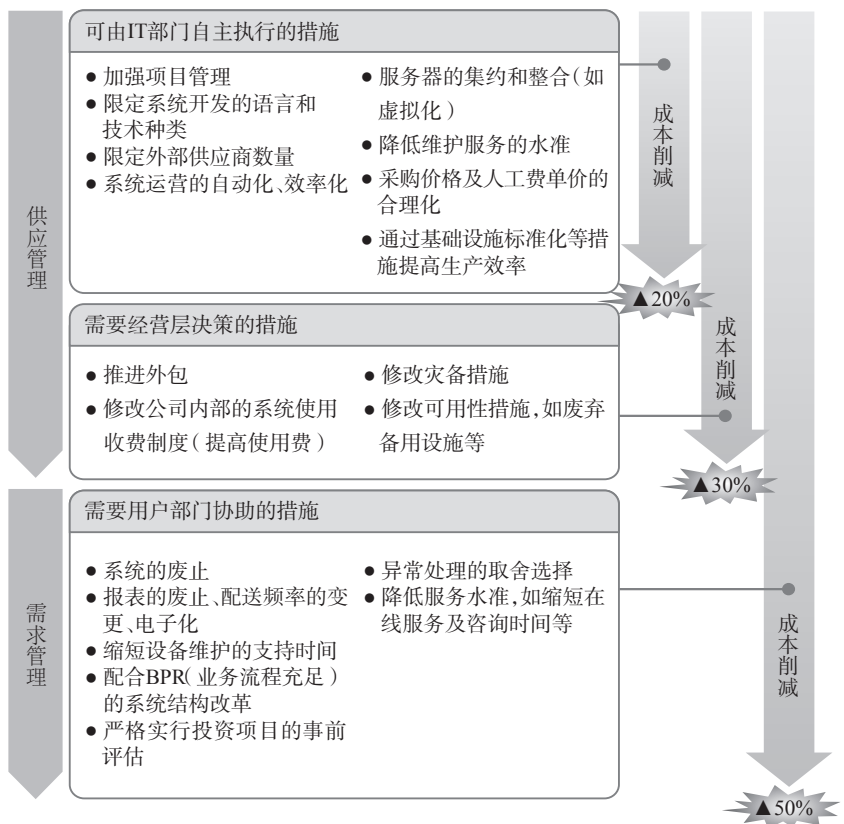 供应管理
可由IT部门自主执行的措施
●加强项目管理
●限定系统开发的语言和
技术种类
●限定外部供应商数量
●系统运营的自动化、效率化
●服务器的集约和整合(如
虚拟化)
●降低维护服务的水准
●采购价格及人工费单价的
合理化
●通过基础设施标准化等措
施提高生产效率
成本削减
▲20%
需要经营层决策的措施
●推进外包
●修改公司内部的系统使用
收费制度(提高使用费)
●修改灾备措施
●修改可用性措施,如废弃
备用设施等
成本削减
▲30%
需求管理
需要用户部门协助的措施
●系统的废止
●报表的废止、配送频率的变
更、电子化
●缩短设备维护的支持时间
●配合BPR(业务流程充足)
的系统结构改革
●严格实行投资项目的事前
评估
●异常处理的取舍选择
●降低服务水准,如缩短在
线服务及咨询时间等
成本削减
▲50%